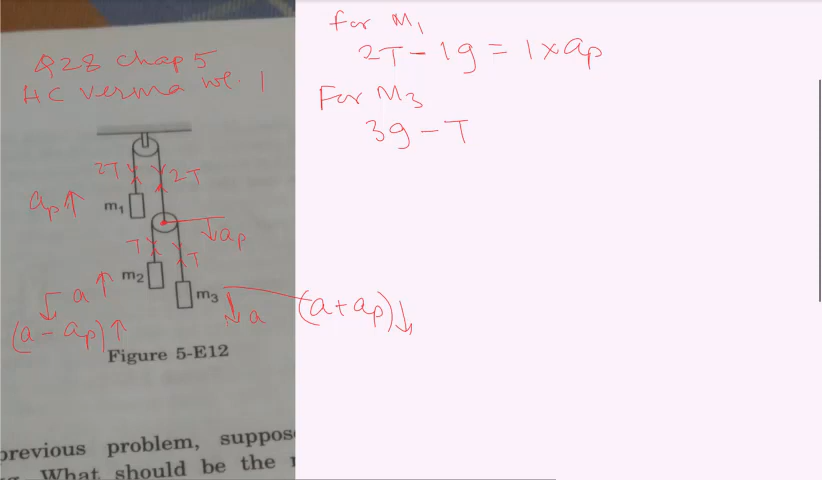 Q28 chap 5
HC Verma vol. 1
2T
2T
ap
m1
ap
T
T
m2
a
m3
a
(a - ap)
(a + ap)
Figure 5-E12
previous problem, suppos
What should be the
for M1
2T - 1g = 1 x ap
For M3
3g - T